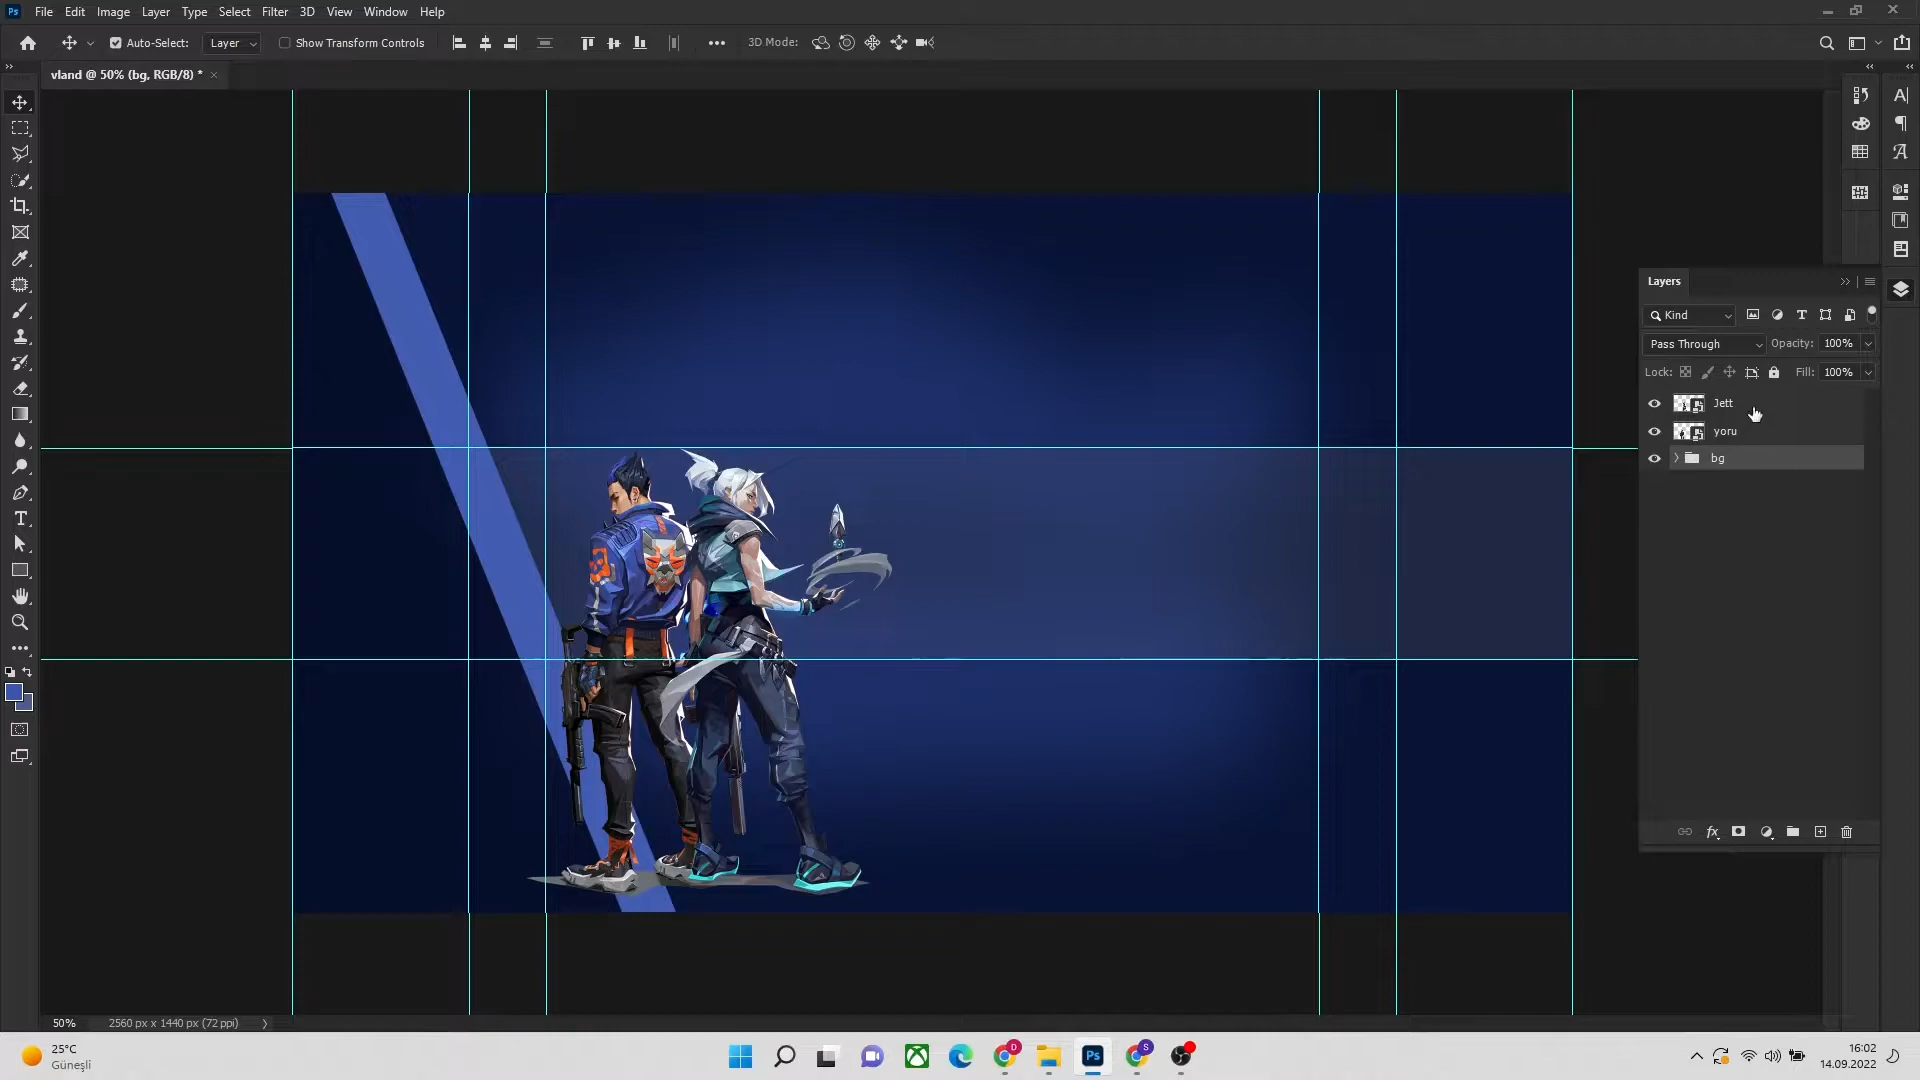 Ps File Edit Image Layer Type Select Filter 3D View Window Help
Auto-Select: Layer Show Transform Controls 3D Mode:
vland @ 50% (bg, RGB/8) *
Layers
Kind
Pass Through Opacity: 100%
Lock: Fill: 100%
Jett
yoru
bg
fx
50% 2560 px x 1440 px (72 ppi)
25°C
Güneşli
D
Ps
S
16:02
14.09.2022